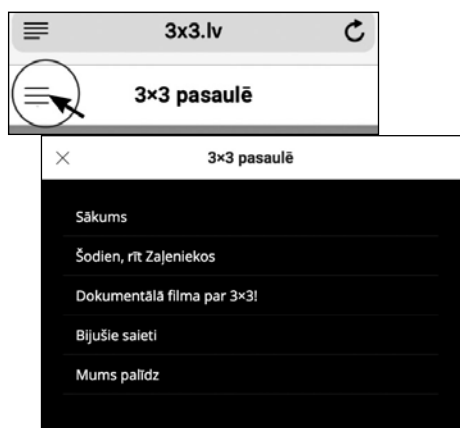 3x3.lv
3×3 pasaulē
3×3 pasaulē
Sākums
Šodien, rīt Zaļeniekos
Dokumentālā filma par 3×3!
Bijušie saieti
Mums palīdz